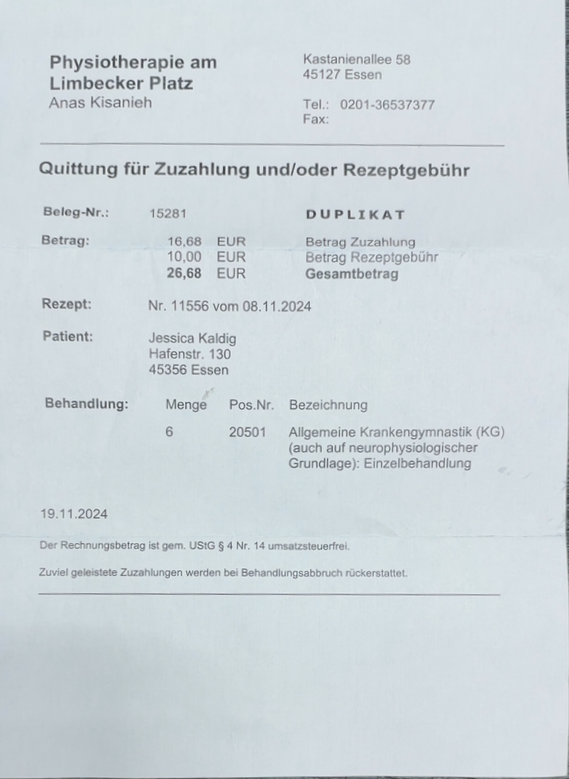 Physiotherapie am
Limbecker Platz
Anas Kisanieh
Kastanienallee 58
45127 Essen
Tel.: 0201-36537377
Fax:
Quittung für Zuzahlung und/oder Rezeptgebühr
Beleg-Nr.: 15281 DUPLIKAT
Betrag: 16,68 EUR Betrag Zuzahlung
10,00 EUR Betrag Rezeptgebühr
26,68 EUR Gesamtbetrag
Rezept: Nr. 11556 vom 08.11.2024
Patient: Jessica Kaldig
Hafenstr. 130
45356 Essen
Behandlung: Menge Pos.Nr. Bezeichnung
6 20501 Allgemeine Krankengymnastik (KG)
(auch auf neurophysiologischer
Grundlage): Einzelbehandlung
19.11.2024
Der Rechnungsbetrag ist gem. UStG § 4 Nr. 14 umsatzsteuerfrei.
Zuviel geleistete Zuzahlungen werden bei Behandlungsabbruch rückerstattet.